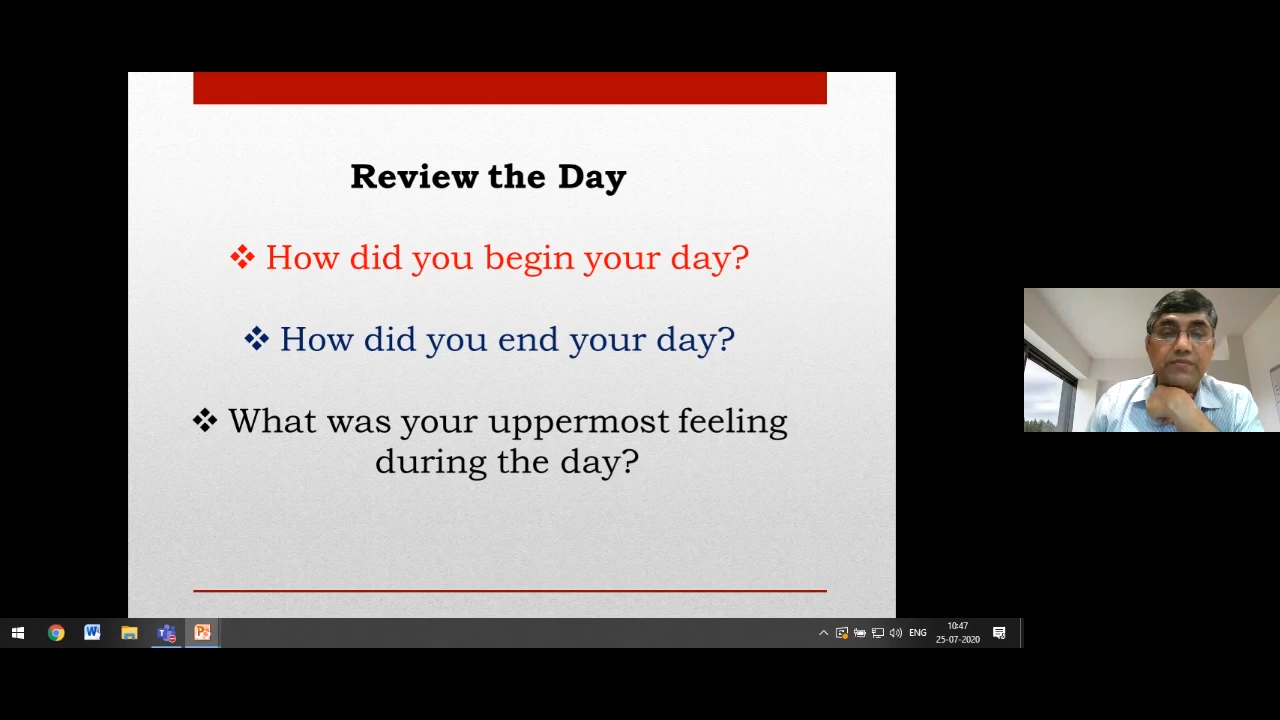 Review the Day
❖ How did you begin your day?
❖ How did you end your day?
❖ What was your uppermost feeling
during the day?
ENG
10:47
25-07-2020